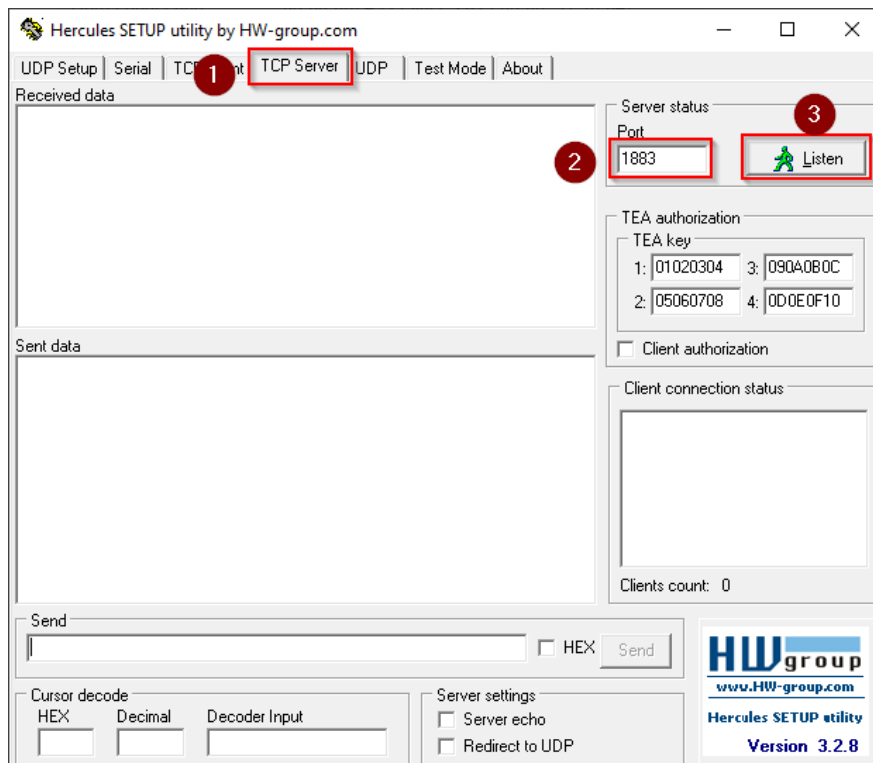 Hercules SETUP utility by HW-group.com
UDP Setup Serial TCP nt TCP Server UDP Test Mode About
1
Received data
Server status
3
Port
2
1883
Listen
TEA authorization
TEA key
1: 01020304 3: 090A0B0C
2: 05060708 4: 0D0E0F10
Client authorization
Sent data
Client connection status
Clients count: 0
Send
HEX Send
HW group
www.HW-group.com
Hercules SETUP utility
Version 3.2.8
Cursor decode
HEX Decimal Decoder Input
Server settings
Server echo
Redirect to UDP